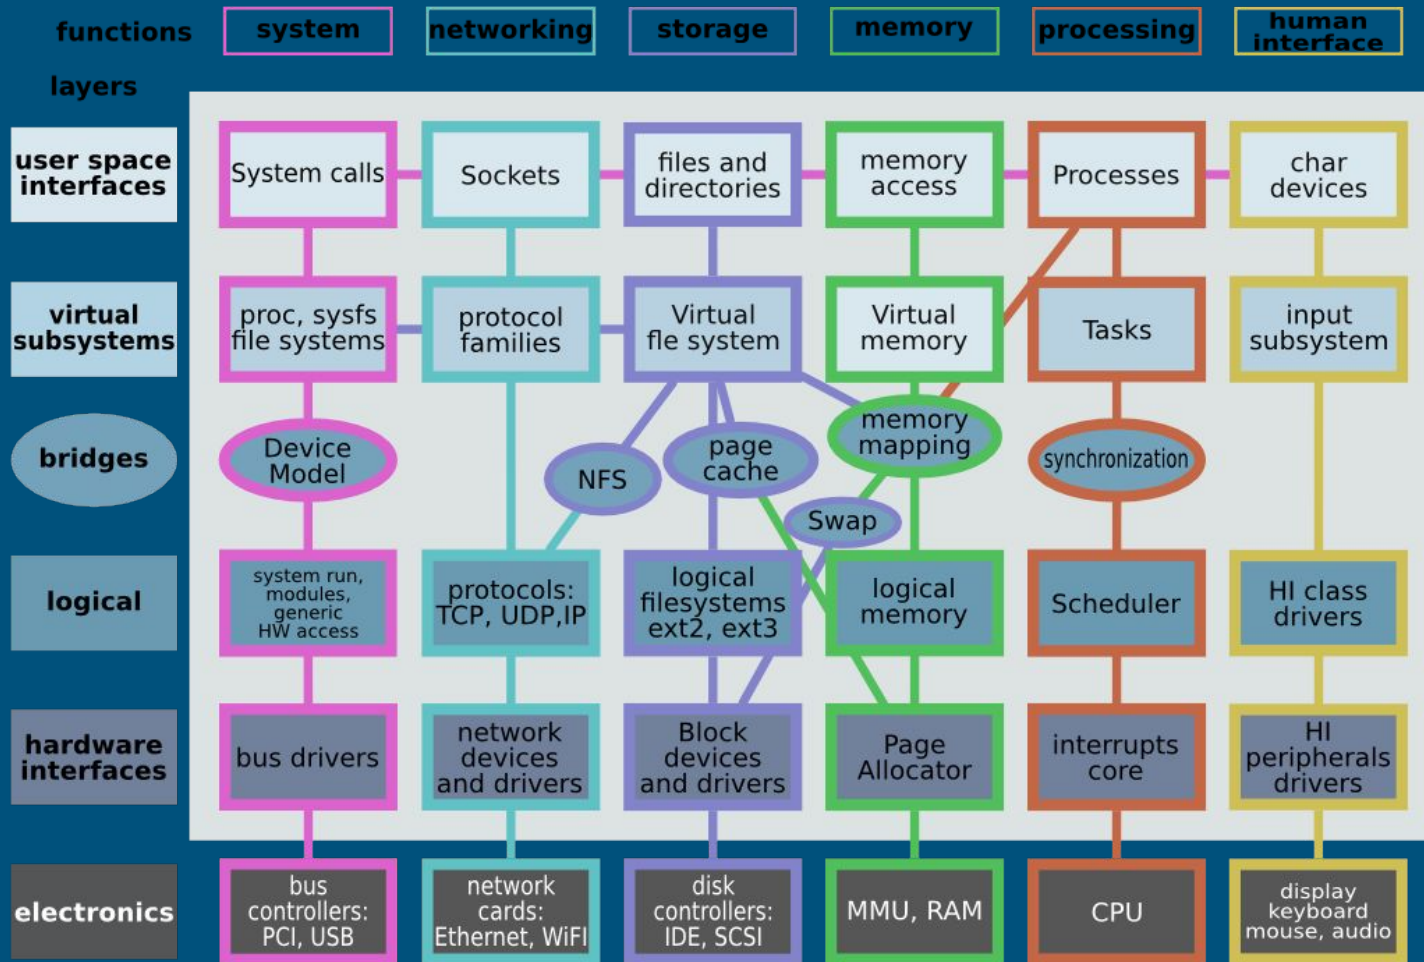 functions
system
networking
storage
memory
processing
human
interface
layers
user space
interfaces
System calls
Sockets
files and
directories
memory
access
Processes
char
devices
virtual
subsystems
proc, sysfs
file systems
protocol
families
Virtual
fle system
Virtual
memory
Tasks
input
subsystem
bridges
Device
Model
NFS
page
cache
memory
mapping
Swap
synchronization
logical
system run,
modules,
generic
HW access
protocols:
TCP, UDP,IP
logical
filesystems
ext2, ext3
logical
memory
Scheduler
HI class
drivers
hardware
interfaces
bus drivers
network
devices
and drivers
Block
devices
and drivers
Page
Allocator
interrupts
core
HI
peripherals
drivers
electronics
bus
controllers:
PCI, USB
network
cards:
Ethernet, WiFI
disk
controllers:
IDE, SCSI
MMU, RAM
CPU
display
keyboard
mouse, audio